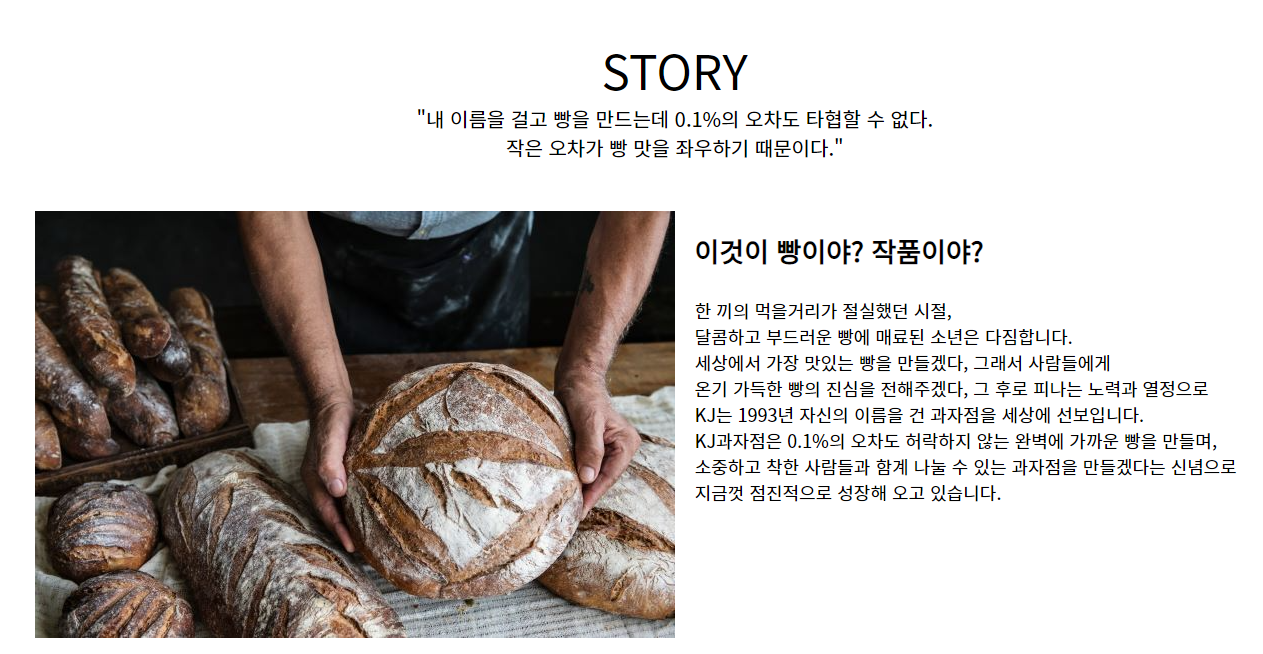 STORY
"내 이름을 걸고 빵을 만드는데 0.1%의 오차도 타협할 수 없다.
작은 오차가 빵 맛을 좌우하기 때문이다."
이것이 빵이야? 작품이야?
한 끼의 먹을거리가 절실했던 시절,
달콤하고 부드러운 빵에 매료된 소년은 다짐합니다.
세상에서 가장 맛있는 빵을 만들겠다, 그래서 사람들에게
온기 가득한 빵의 진심을 전해주겠다, 그 후로 피나는 노력과 열정으로
KJ는 1993년 자신의 이름을 건 과자점을 세상에 선보입니다.
KJ과자점은 0.1%의 오차도 허락하지 않는 완벽에 가까운 빵을 만들며,
소중하고 착한 사람들과 함게 나눌 수 있는 과자점을 만들겠다는 신념으로
지금껏 점진적으로 성장해 오고 있습니다.